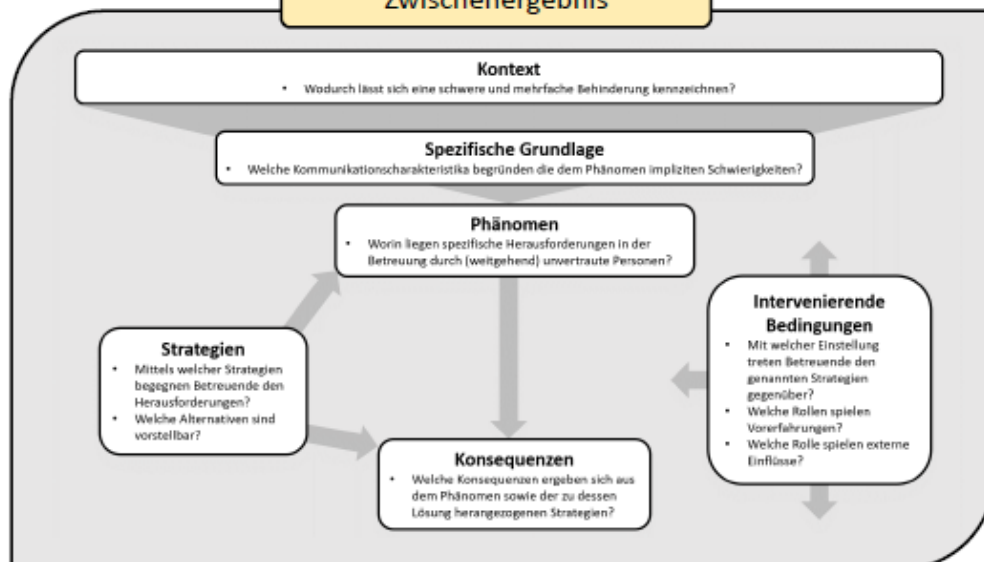 Zwischenergebnis
Kontext
• Wodurch lässt sich eine schwere und mehrfache Behinderung kennzeichnen?
Spezifische Grundlage
• Welche Kommunikationscharakteristika begründen die dem Phänomen impliziten Schwierigkeiten?
Phänomen
• Worin liegen spezifische Herausforderungen in der
Betreuung durch (weitgehend) unvertraute Personen?
Strategien
• Mittels welcher Strategien
begegnen Betreuende den
Herausforderungen?
• Welche Alternativen sind
vorstellbar?
Intervenierende
Bedingungen
• Mit welcher Einstellung
treten Betreuende den
genannten Strategien
gegenüber?
• Welche Rollen spielen
Vorerfahrungen?
• Welche Rolle spielen externe
Einflüsse?
Konsequenzen
• Welche Konsequenzen ergeben sich aus
dem Phänomen sowie der zu dessen
Lösung herangezogenen Strategien?